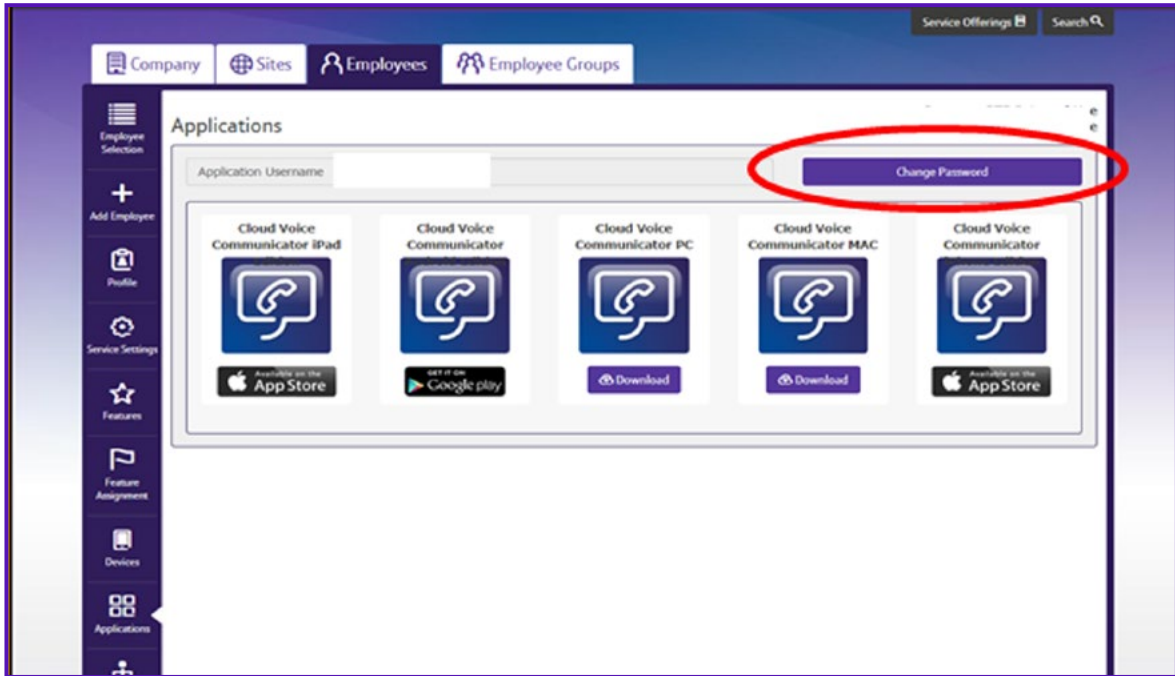 Service Offerings Search
Company Sites Employees Employee Groups
Employee
Selection
Applications
Application Username
Change Password
Add Employee
Cloud Voice
Communicator iPad
Cloud Voice
Communicator
Cloud Voice
Communicator PC
Cloud Voice
Communicator MAC
Cloud Voice
Communicator
Profile
Service Settings
Available on the
App Store
GET IT ON
Google play
Download
Download
Available on the
App Store
Features
Feature
Assignment
Devices
Applications